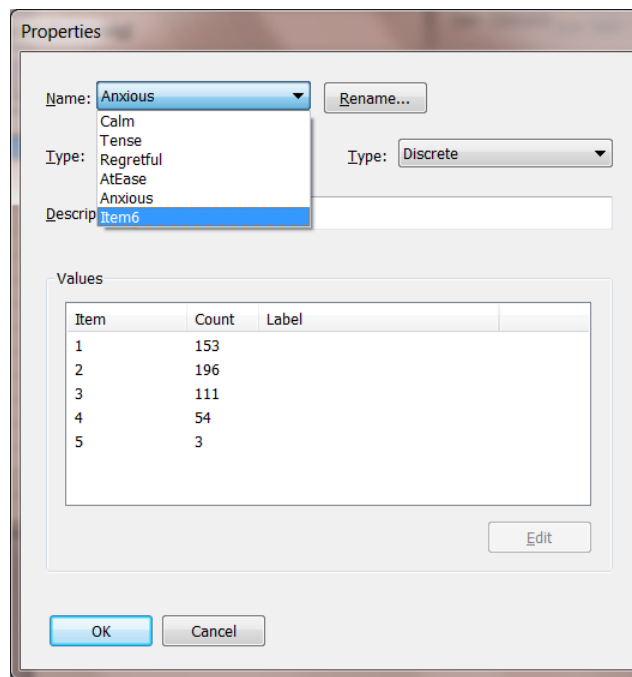 Properties
Name: Anxious Rename...
Calm
Tense
Type: Regretful Type: Discrete
AtEase
Anxious
Descrip Item6
Values
Item Count Label
1 153
2 196
3 111
4 54
5 3
Edit
OK Cancel